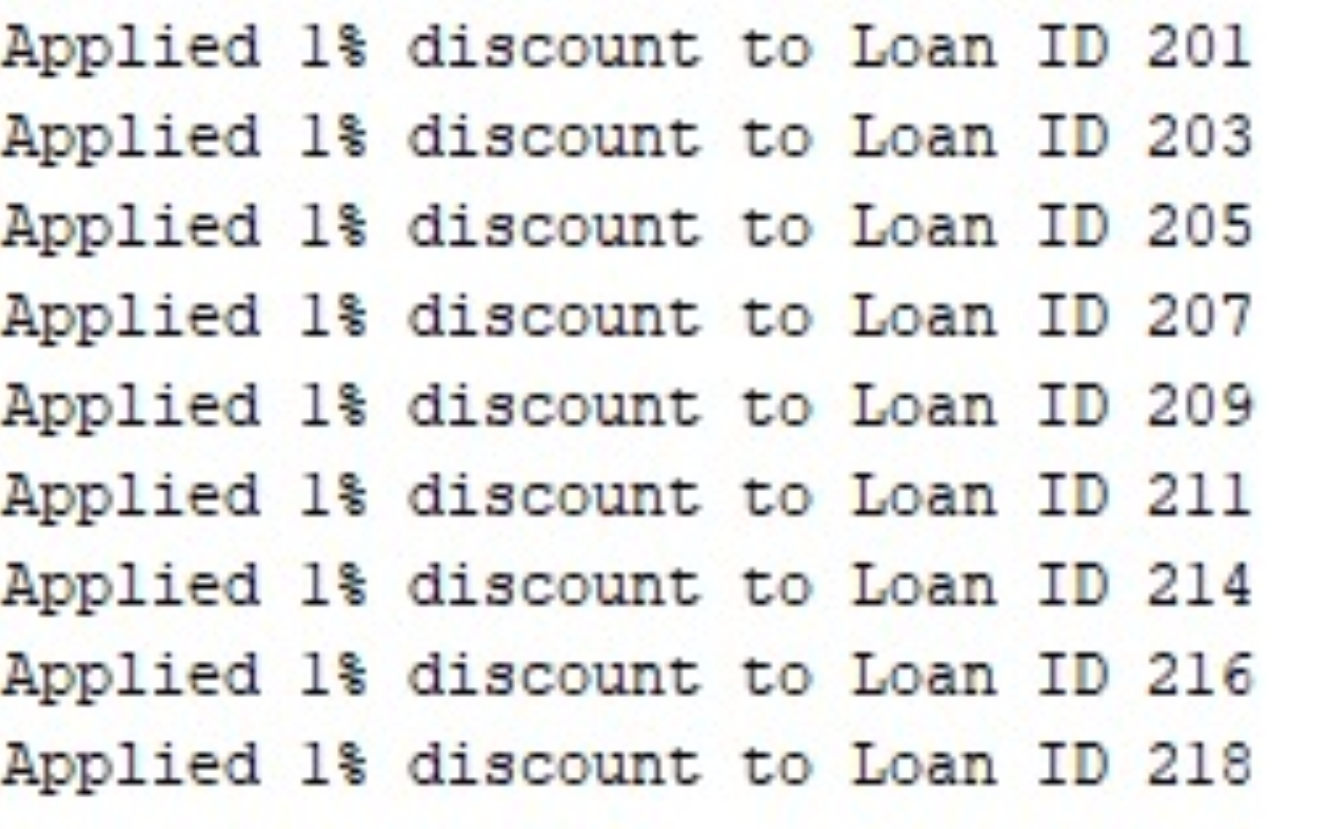 Applied 1% discount to Loan ID 201
Applied 1% discount to Loan ID 203
Applied 1% discount to Loan ID 205
Applied 1% discount to Loan ID 207
Applied 1% discount to Loan ID 209
Applied 1% discount to Loan ID 211
Applied 1% discount to Loan ID 214
Applied 1% discount to Loan ID 216
Applied 1% discount to Loan ID 218